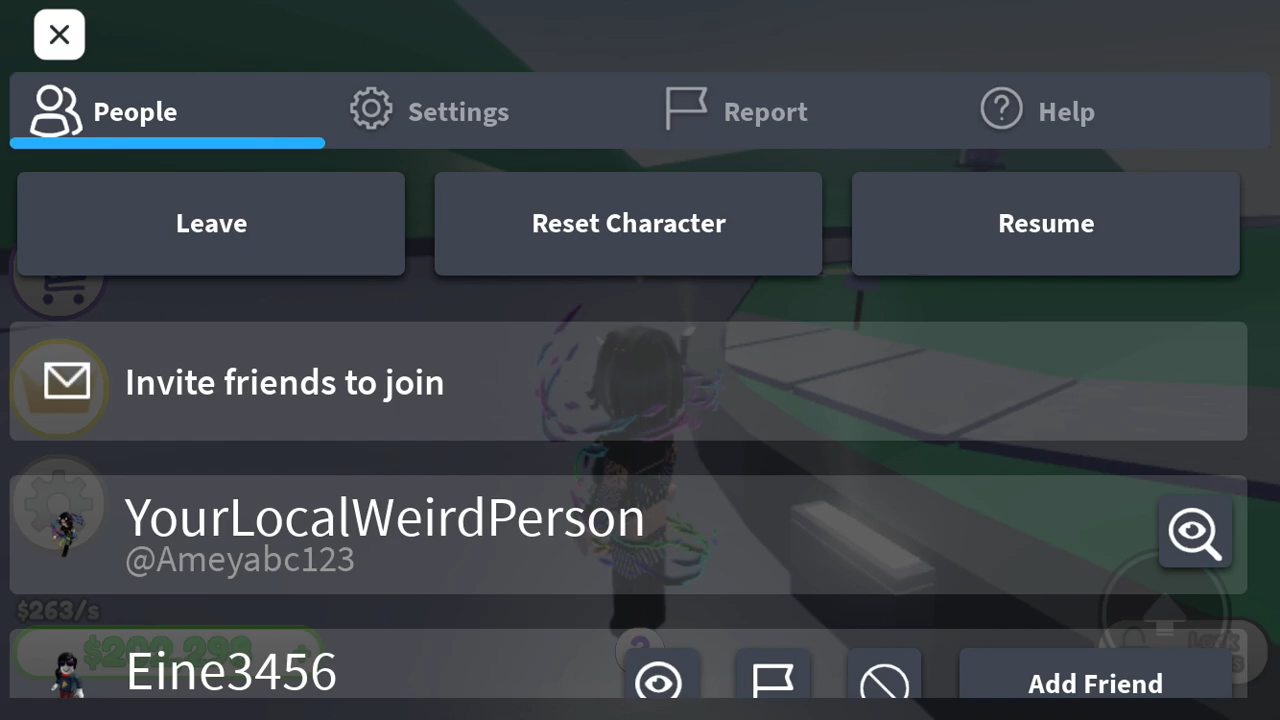 People
Settings
Report
Help
Leave
Reset Character
Resume
Invite friends to join
YourLocalWeirdPerson
@Ameyabc123
$263/s
Eine3456
Add Friend